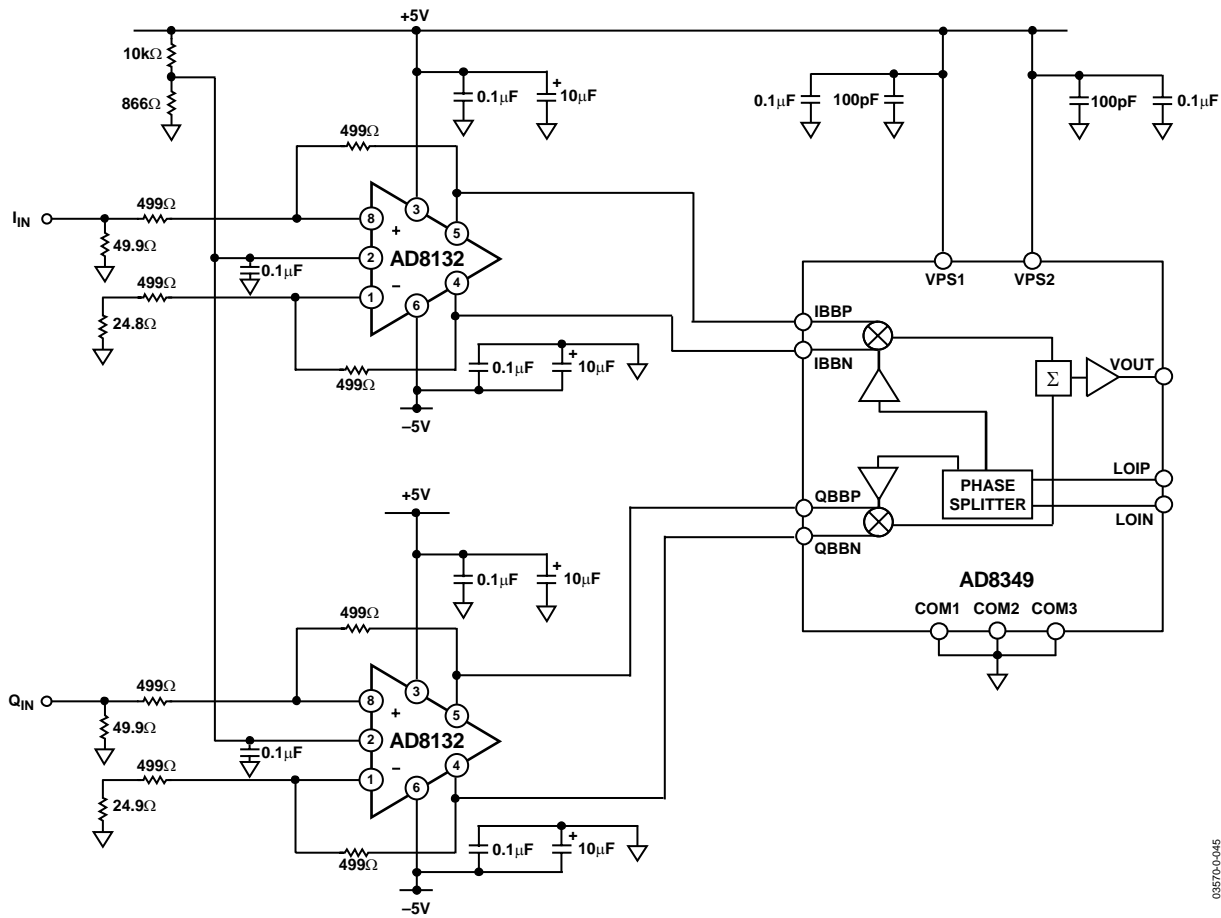 +5V
10kΩ
866Ω
0.1μF
+
10μF
0.1μF
100pF
100pF
0.1μF
499Ω
I_IN
499Ω
49.9Ω
8
+
3
5
2
AD8132
0.1μF
4
1
–
6
499Ω
24.8Ω
499Ω
0.1μF
+
10μF
–5V
VPS1
VPS2
IBBP
IBBN
Σ
VOUT
PHASE
SPLITTER
LOIP
LOIN
QBBP
QBBN
AD8349
COM1
COM2
COM3
+5V
0.1μF
+
10μF
499Ω
Q_IN
499Ω
49.9Ω
8
+
3
5
2
AD8132
0.1μF
4
1
–
6
499Ω
24.9Ω
499Ω
0.1μF
+
10μF
–5V
03570-0-045